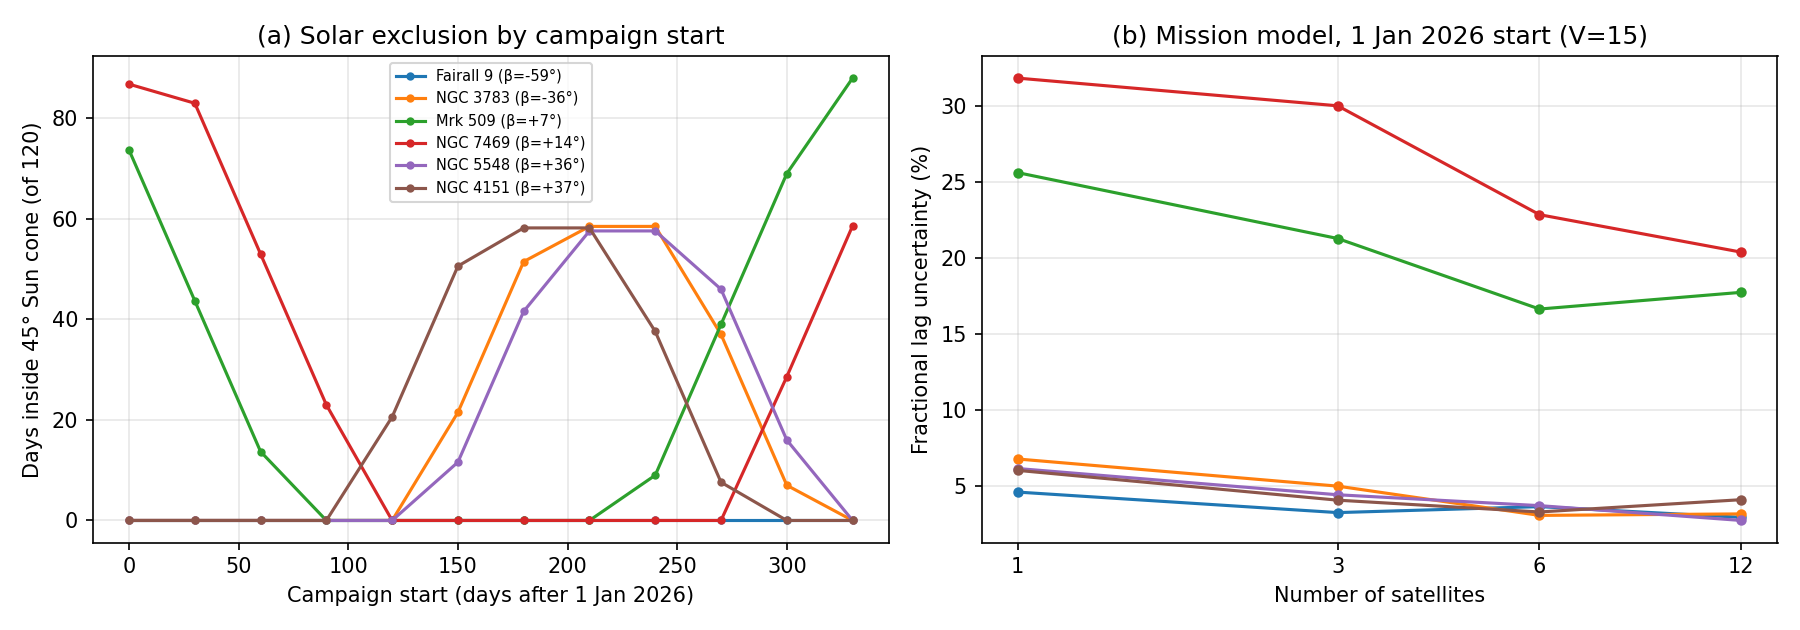 (a) Solar exclusion by campaign start
Days inside 45° Sun cone (of 120)
80
60
40
20
0
Fairall 9 (β=-59°)
NGC 3783 (β=-36°)
Mrk 509 (β=+7°)
NGC 7469 (β=+14°)
NGC 5548 (β=+36°)
NGC 4151 (β=+37°)
0 50 100 150 200 250 300
Campaign start (days after 1 Jan 2026)
(b) Mission model, 1 Jan 2026 start (V=15)
Fractional lag uncertainty (%)
30
25
20
15
10
5
1 3 6 12
Number of satellites